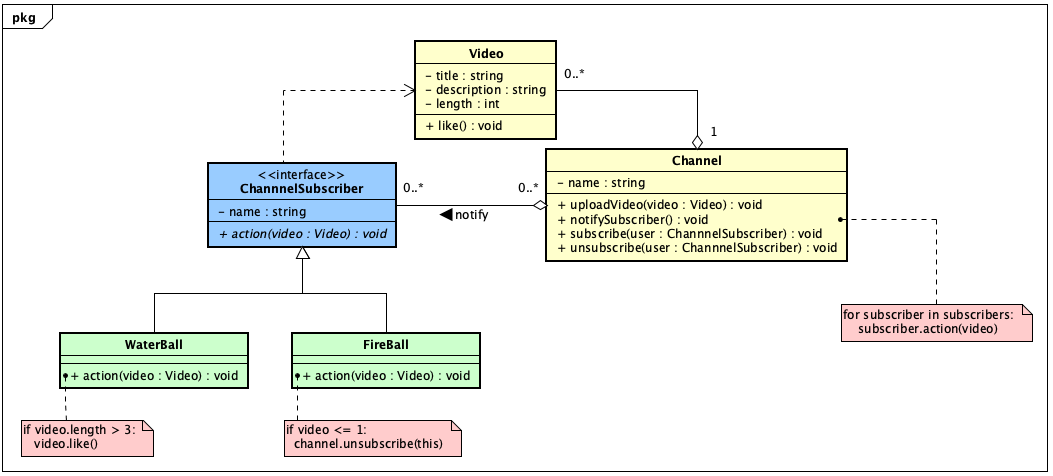 pkg
Video
– title : string
– description : string
– length : int
+ like() : void
0..*
1
<<interface>>
ChannnelSubscriber
– name : string
+ action(video : Video) : void
0..*
0..*
notify
Channel
– name : string
+ uploadVideo(video : Video) : void
+ notifySubscriber() : void
+ subscribe(user : ChannnelSubscriber) : void
+ unsubscribe(user : ChannnelSubscriber) : void
for subscriber in subscribers:
subscriber.action(video)
WaterBall
+ action(video : Video) : void
FireBall
+ action(video : Video) : void
if video.length > 3:
video.like()
if video <= 1:
channel.unsubscribe(this)